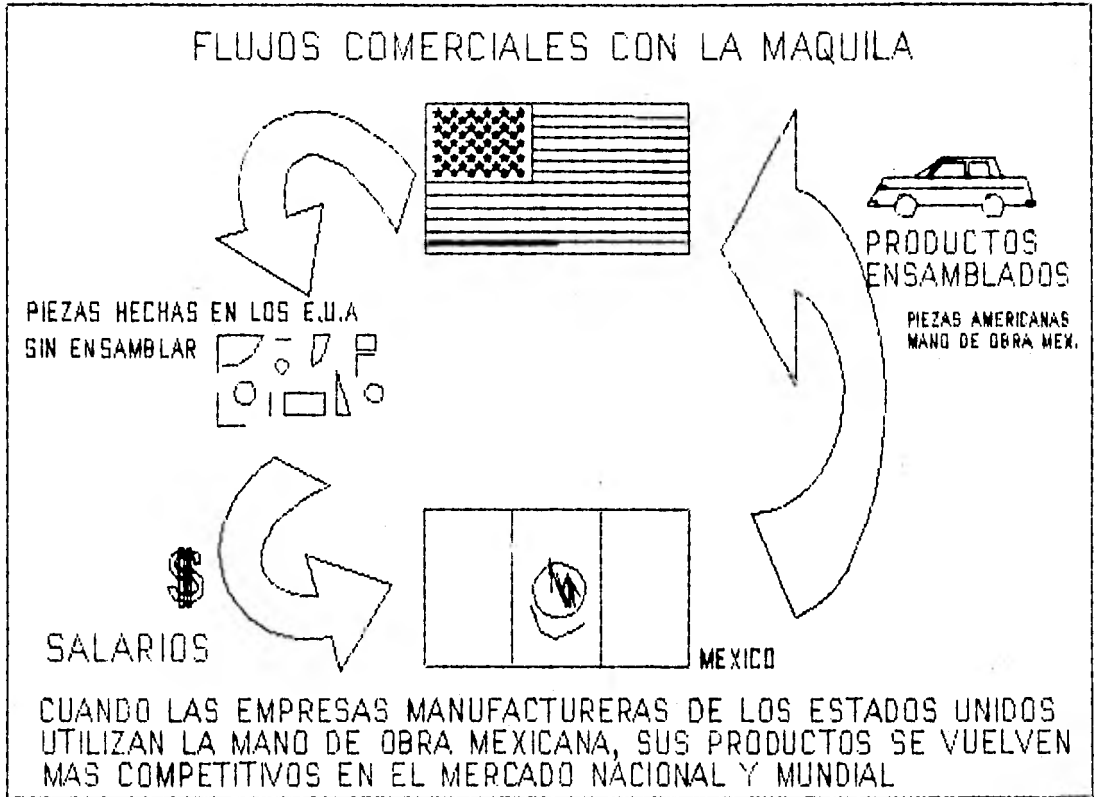 FLUJOS COMERCIALES CON LA MAQUILA
PIEZAS HECHAS EN LOS E.U.A
SIN ENSAMBLAR
PRODUCTOS
ENSAMBLADOS
PIEZAS AMERICANAS
MANO DE OBRA MEX.
$
SALARIOS
MEXICO
CUANDO LAS EMPRESAS MANUFACTURERAS DE LOS ESTADOS UNIDOS
UTILIZAN LA MANO DE OBRA MEXICANA, SUS PRODUCTOS SE VUELVEN
MAS COMPETITIVOS EN EL MERCADO NACIONAL Y MUNDIAL